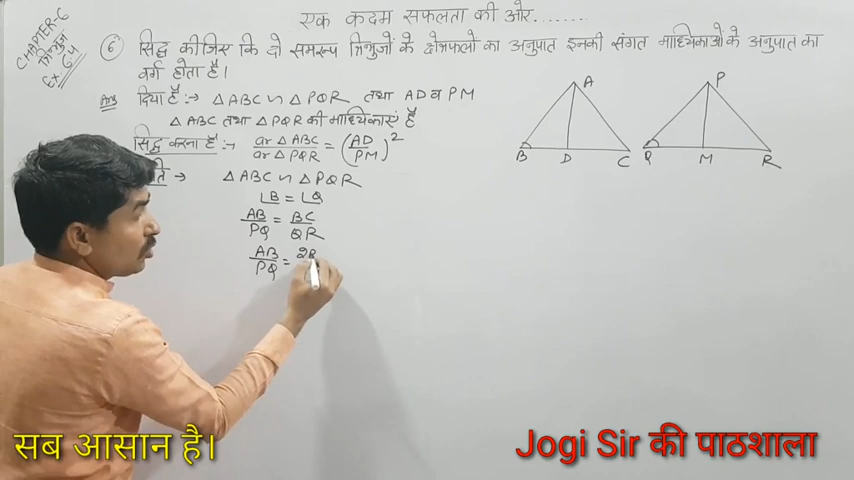 एक कदम सफलता की ओर........
CHAPTER-6
त्रिभुज
Ex 6.4
⑥ सिद्ध कीजिए कि दो समरूप त्रिभुजों के क्षेत्रफलों का अनुपात इनकी संगत माध्यिकाओं के अनुपात का
वर्ग होता है।
Ans दिया है :→ △ABC ∽ △PQR तथा AD व PM
△ABC तथा △PQR की माध्यिकाएं हैं
सिद्ध करना है :- ar△ABC/ar△PQR = (AD/PM)²
→ △ABC ∽ △PQR
∠B = ∠Q
AB/PQ = BC/QR
AB/PQ = 2B
A
B D C
P
Q M R
सब आसान है।
Jogi Sir की पाठशाला